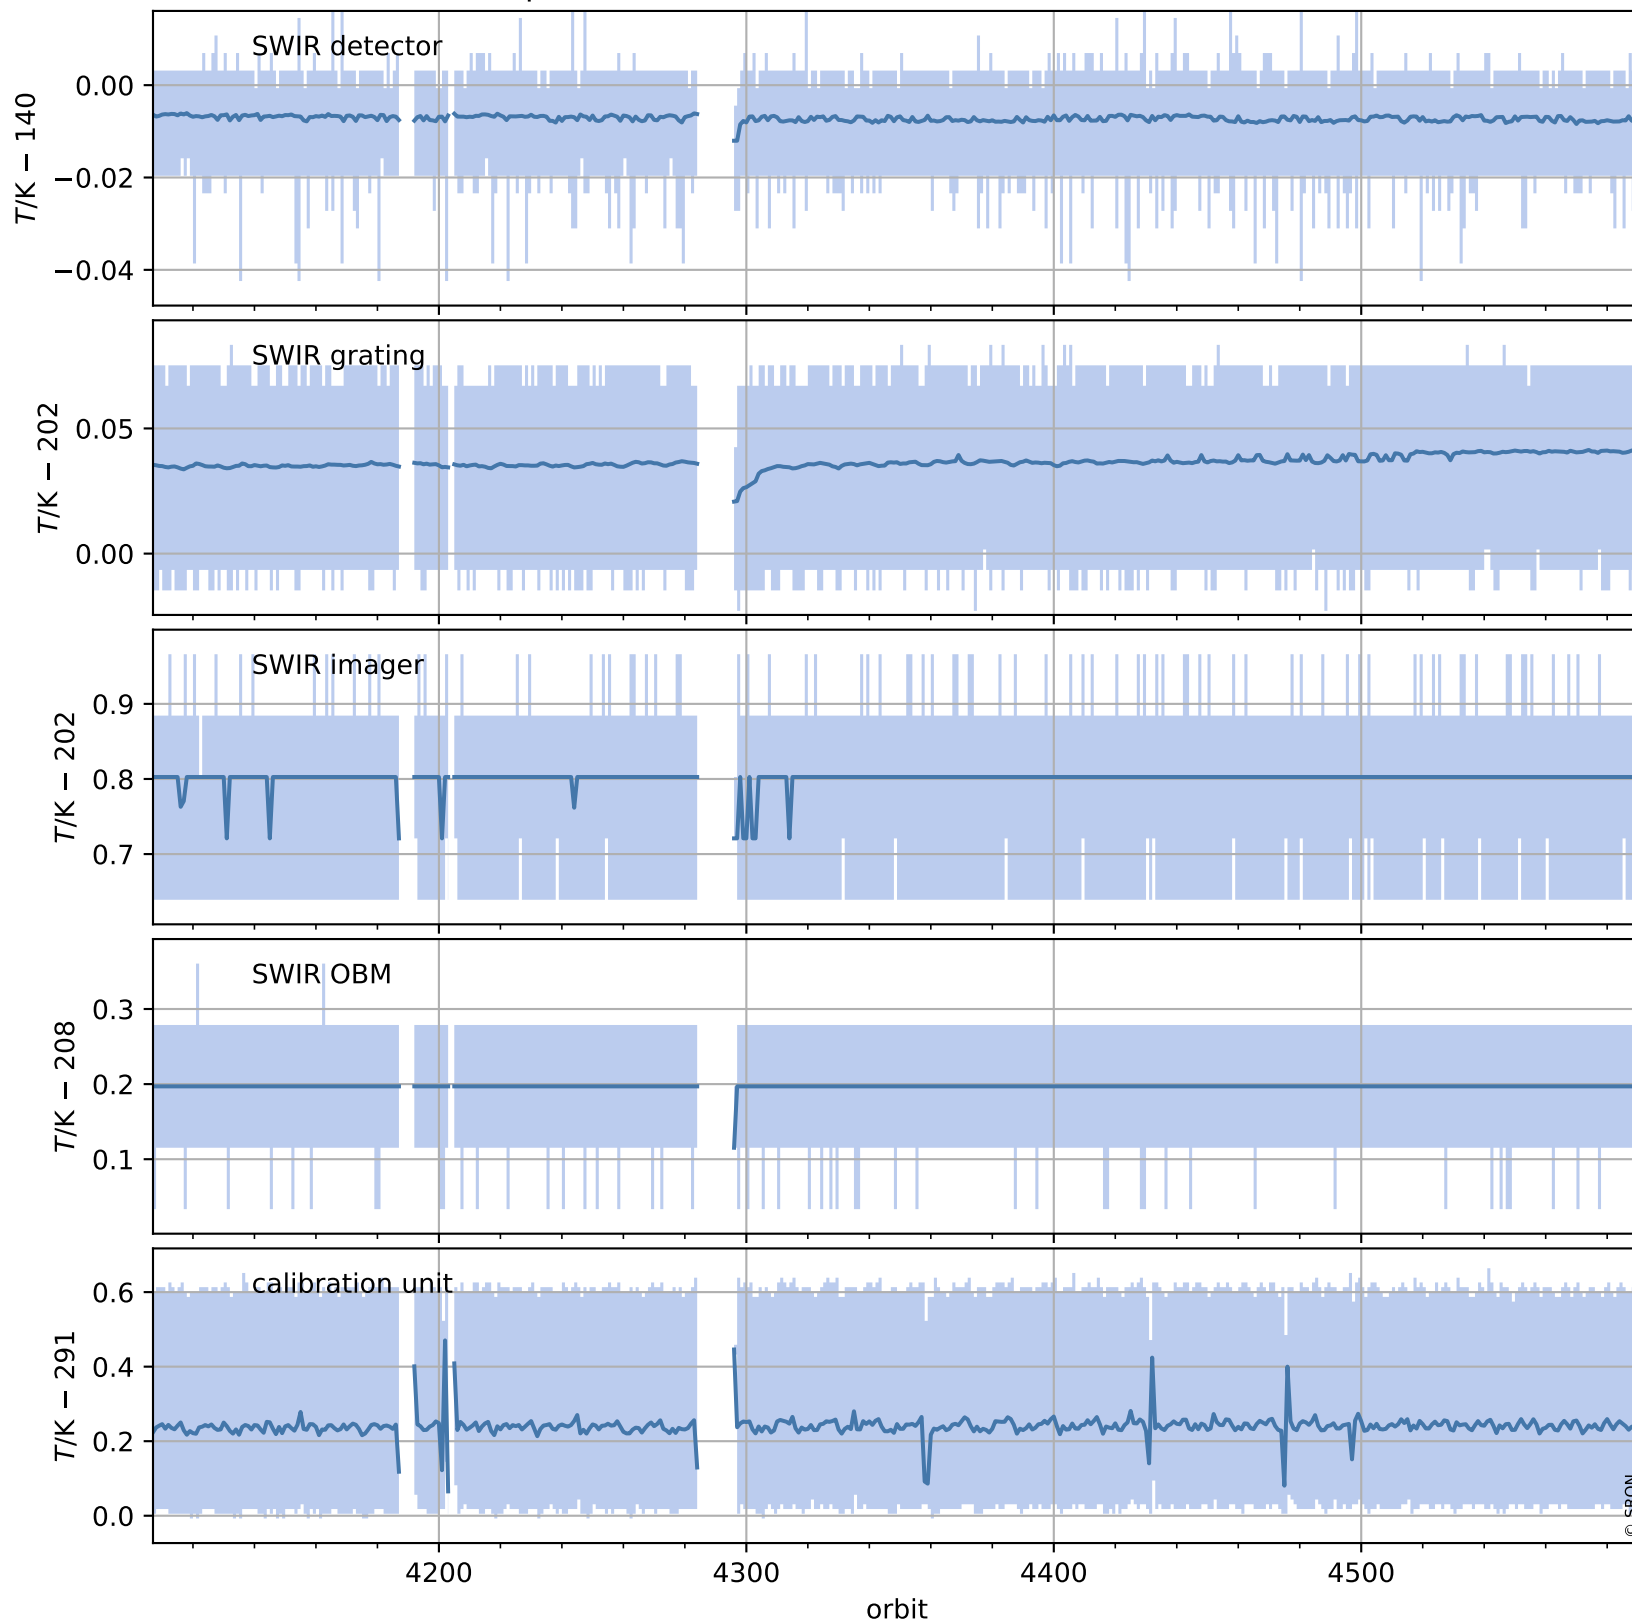 SWIR detector
0.00
−0.02
−0.04
T/K − 140
SWIR grating
0.05
0.00
T/K − 202
SWIR imager
0.9
0.8
0.7
T/K − 202
SWIR OBM
0.3
0.2
0.1
T/K − 208
calibration unit
0.6
0.4
0.2
0.0
T/K − 291
© SRON
4200 4300 4400 4500
orbit